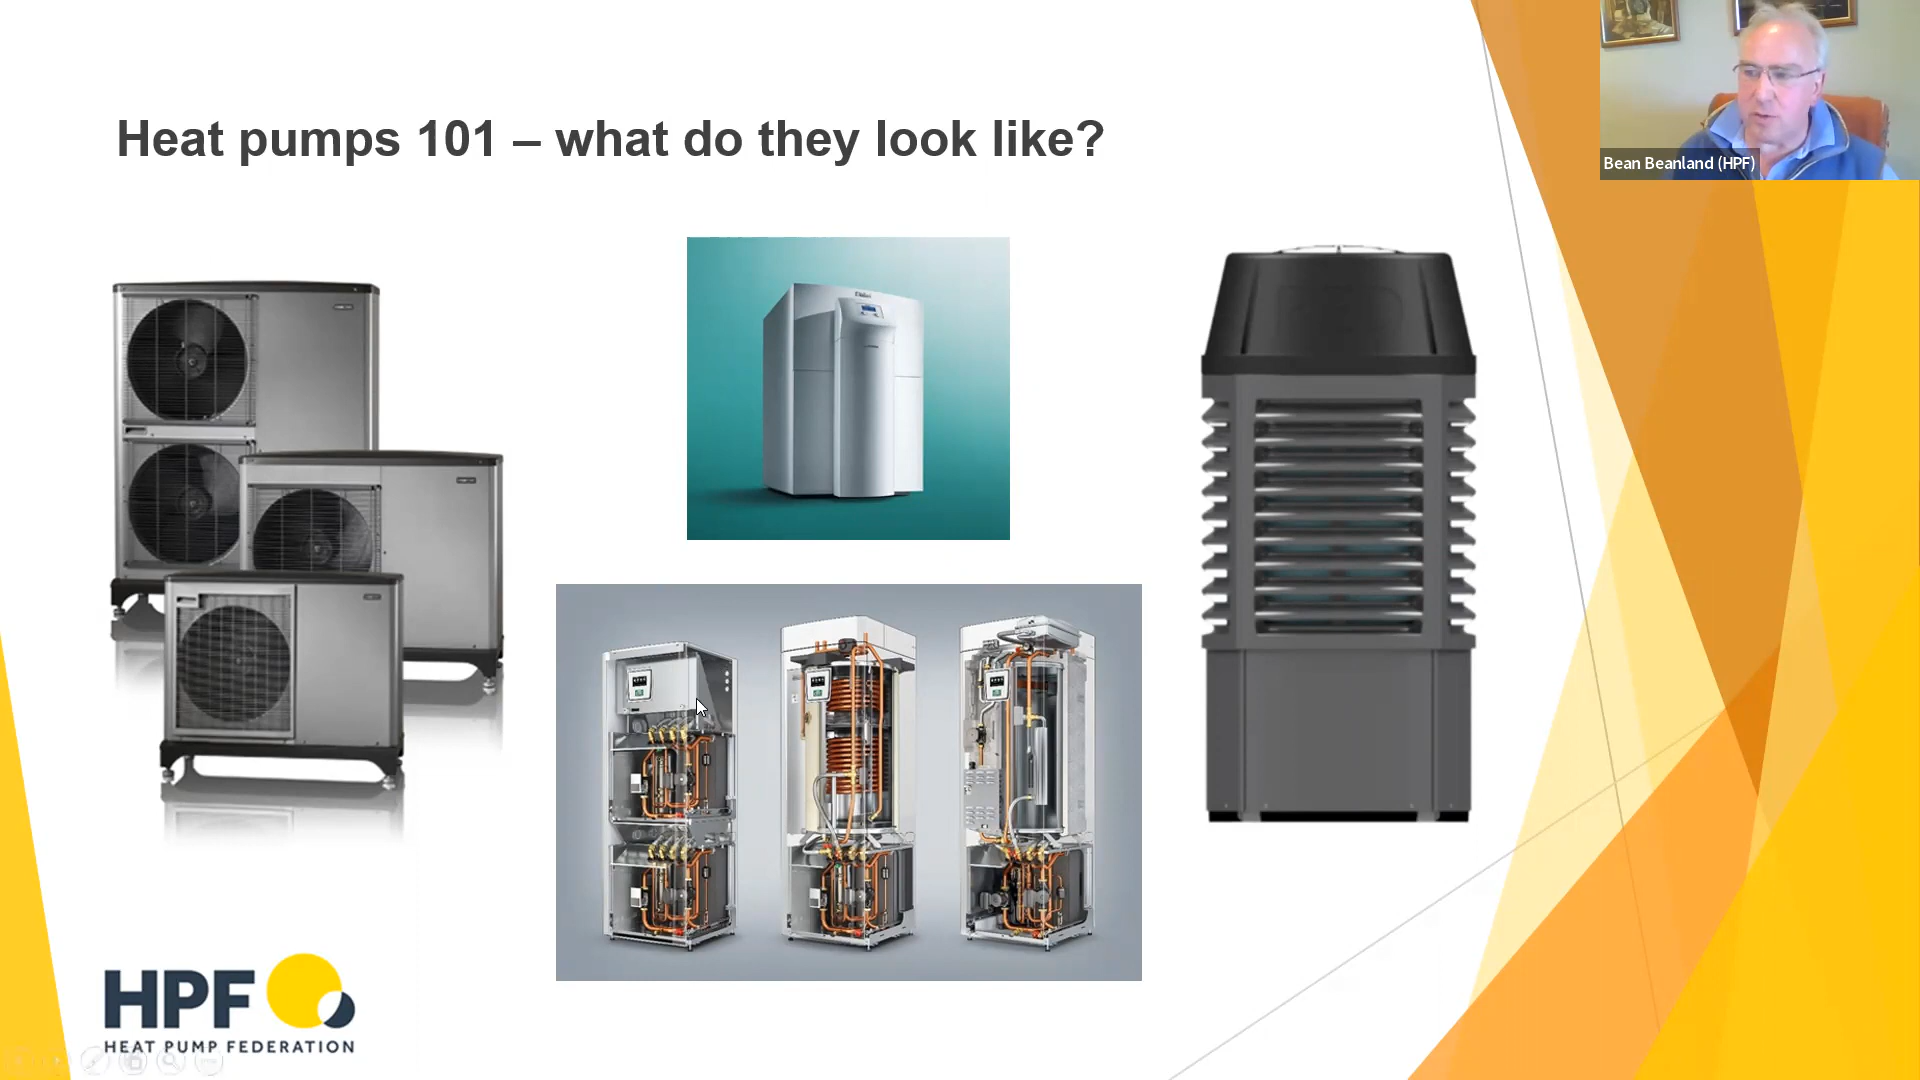 Heat pumps 101 – what do they look like?
Bean Beanland (HPF)
HPF
HEAT PUMP FEDERATION